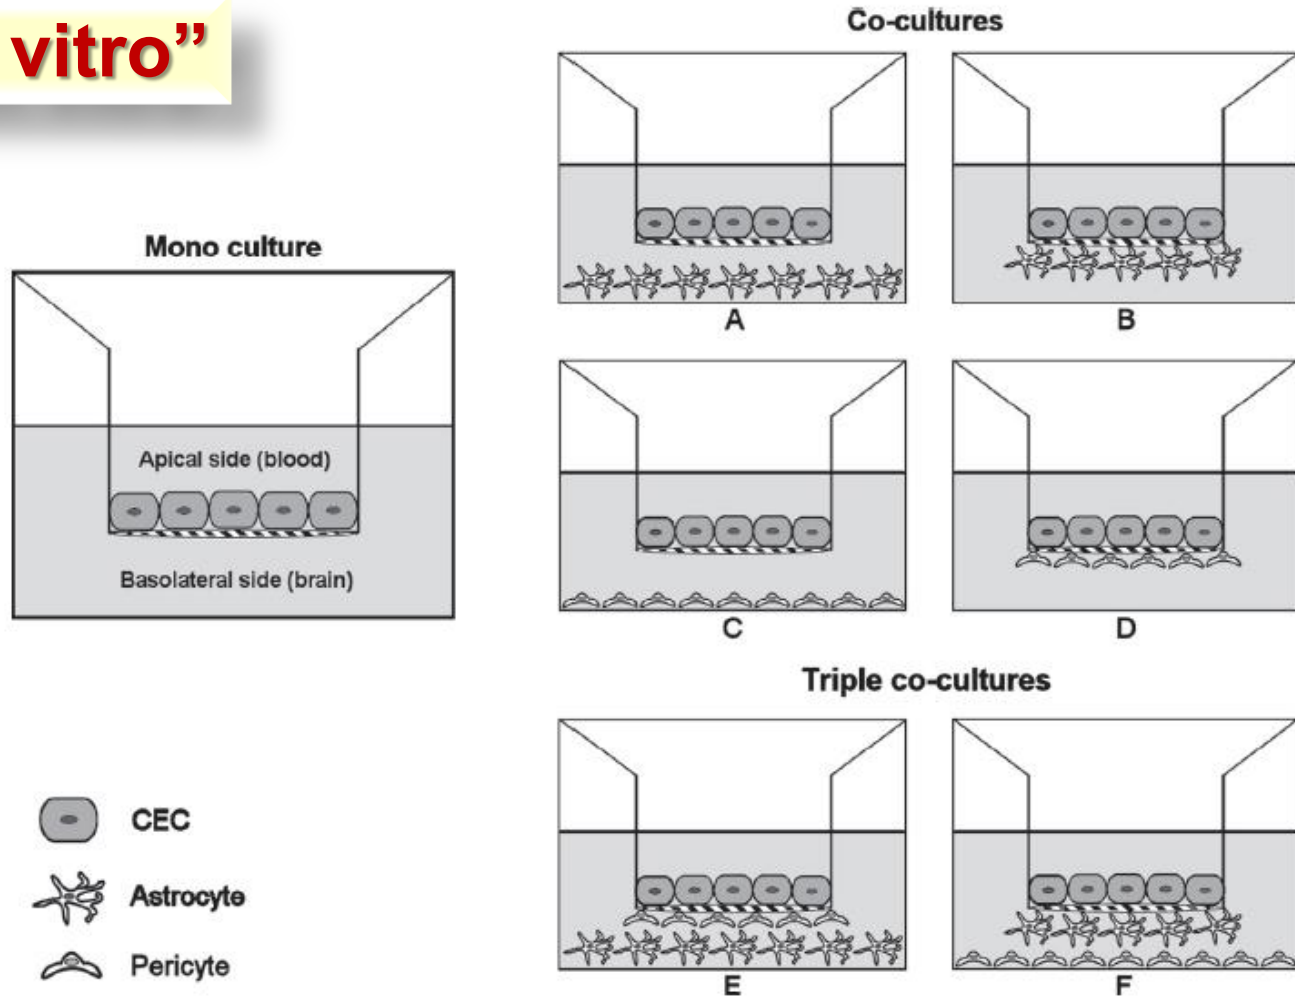 vitro”
Co-cultures
Mono culture
Apical side (blood)
Basolateral side (brain)
A
B
C
D
Triple co-cultures
CEC
Astrocyte
Pericyte
E
F